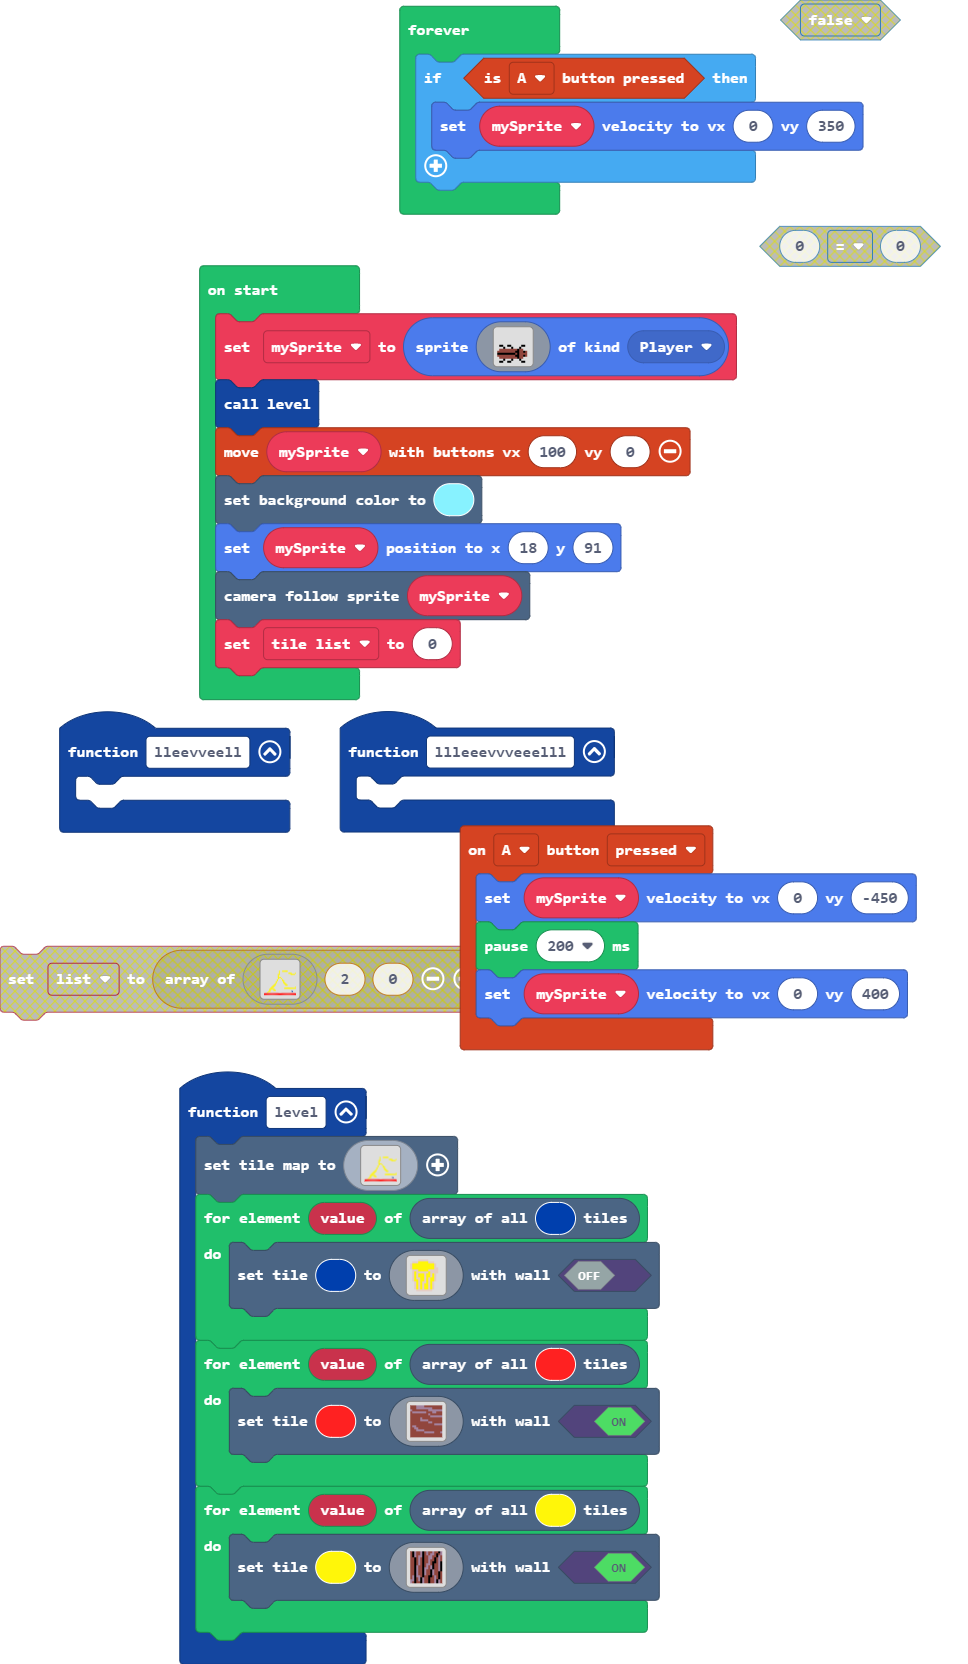 false
forever
if is A button pressed then
set mySprite velocity to vx 0 vy 350
0 = 0
on start
set mySprite to sprite of kind Player
call level
move mySprite with buttons vx 100 vy 0
set background color to
set mySprite position to x 18 y 91
camera follow sprite mySprite
set tile list to 0
function lleevveell
function llleeevvveeelll
on A button pressed
set mySprite velocity to vx 0 vy -450
pause 200 ms
set list to array of 2 0
set mySprite velocity to vx 0 vy 400
function level
set tile map to
for element value of array of all tiles
do
set tile to with wall OFF
for element value of array of all tiles
do
set tile to with wall ON
for element value of array of all tiles
do
set tile to with wall ON